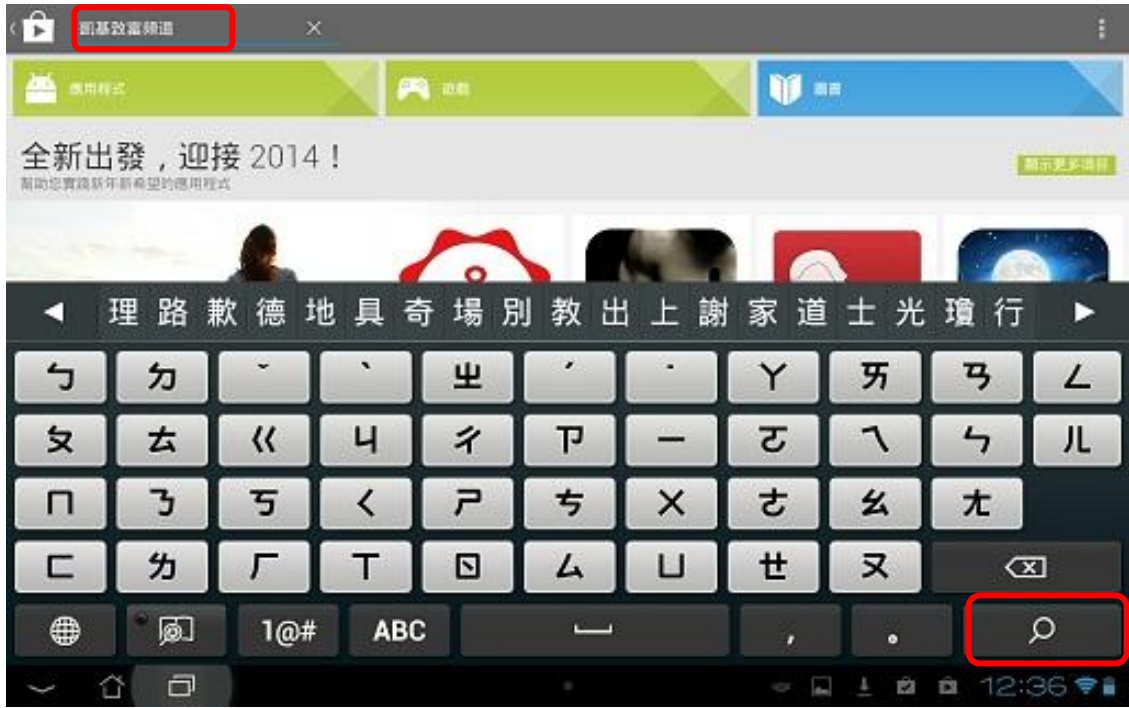 凱基致富頻道
應用程式
遊戲
圖書
全新出發，迎接 2014！
幫助您實踐新年新希望的應用程式
顯示更多項目
理 路 歉 德 地 具 奇 場 別 教 出 上 謝 家 道 士 光 瓊 行
ㄅ ㄉ ˇ ˋ ㄓ ˊ ˙ ㄚ ㄞ ㄢ ㄥ
ㄆ ㄊ ㄍ ㄐ ㄔ ㄗ ㄧ ㄛ ㄟ ㄣ ㄦ
ㄇ ㄋ ㄎ ㄑ ㄕ ㄘ ㄨ ㄜ ㄠ ㄤ
ㄈ ㄌ ㄏ ㄒ ㄖ ㄙ ㄩ ㄝ ㄡ
1@# ABC , 。
12:36